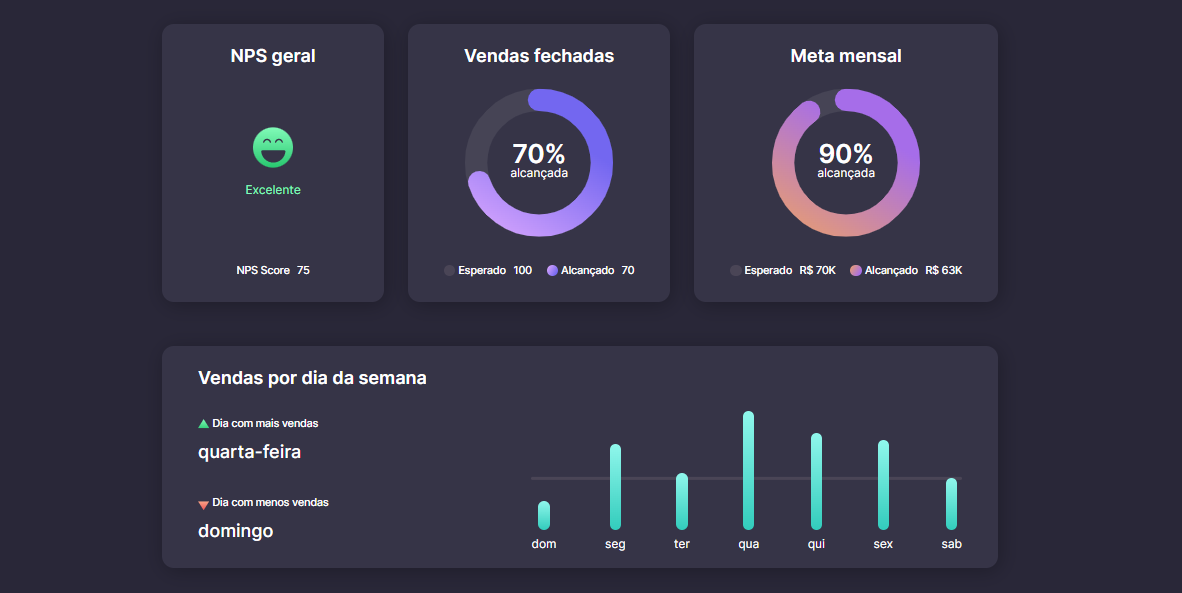 NPS geral
Excelente
NPS Score 75
Vendas fechadas
70%
alcançada
Esperado 100 Alcançado 70
Meta mensal
90%
alcançada
Esperado R$ 70K Alcançado R$ 63K
Vendas por dia da semana
Dia com mais vendas
quarta-feira
Dia com menos vendas
domingo
dom seg ter qua qui sex sab